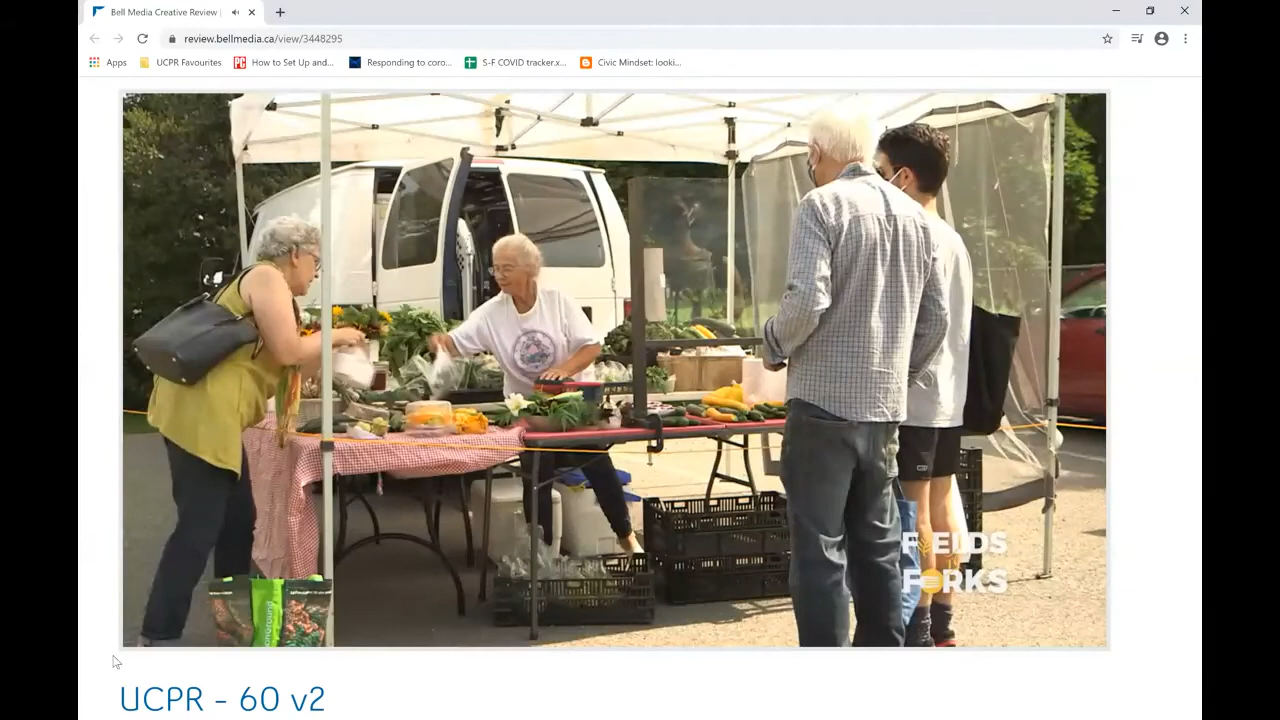 Bell Media Creative Review |
review.bellmedia.ca/view/3448295
Apps
UCPR Favourites
PC
How to Set Up and...
Responding to coro...
S-F COVID tracker.x...
Civic Mindset: looki...
FIELDS
FORKS
UCPR - 60 v2